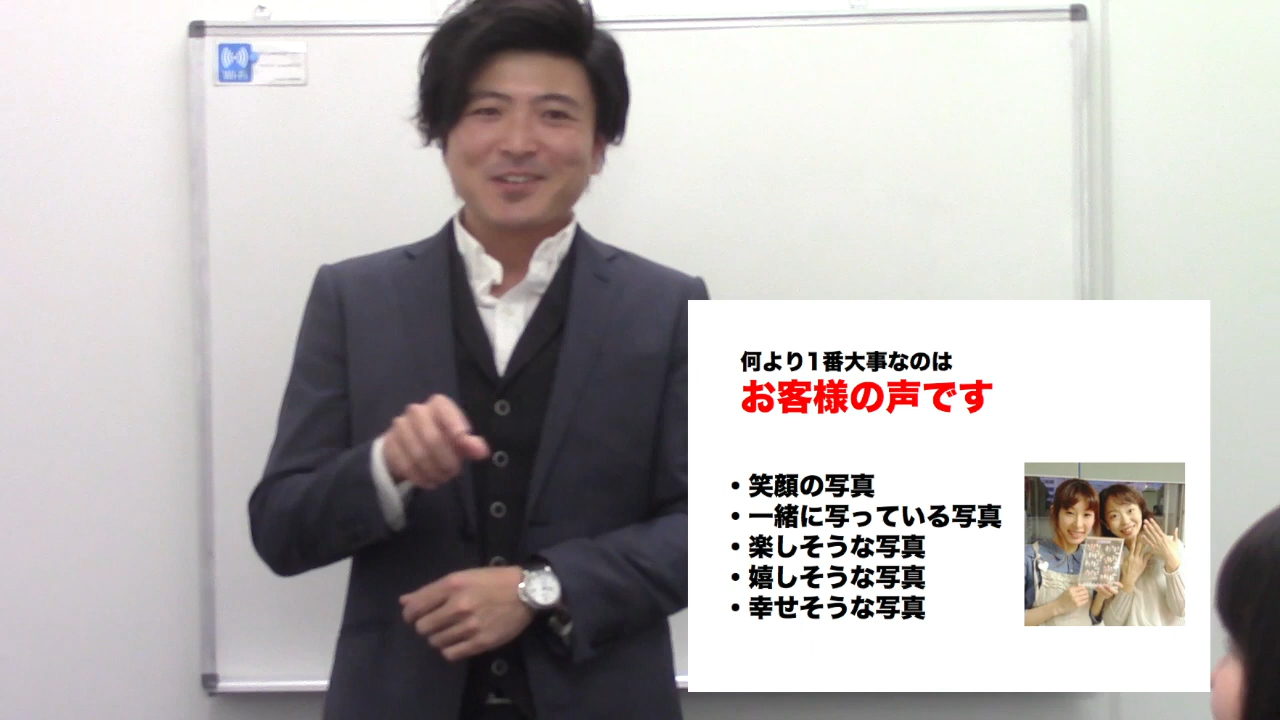 Wi-Fi
何より1番大事なのは
お客様の声です
・笑顔の写真
・一緒に写っている写真
・楽しそうな写真
・嬉しそうな写真
・幸せそうな写真